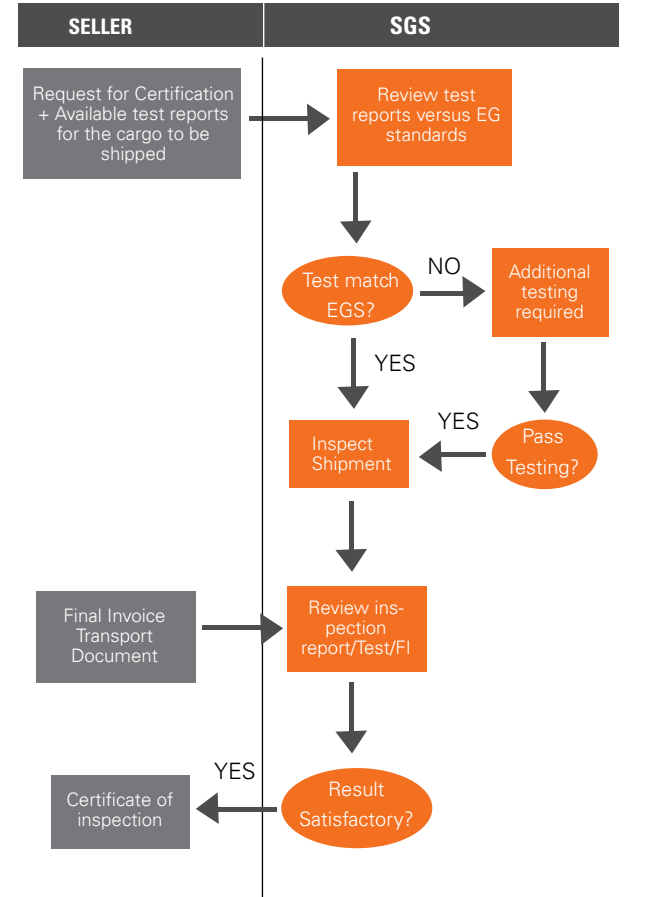 SELLER
SGS
Request for Certification
+ Available test reports
for the cargo to be
shipped
Review test
reports versus EG
standards
Test match
EGS?
NO
Additional
testing
required
YES
Inspect
Shipment
YES
Pass
Testing?
Final Invoice
Transport
Document
Review ins-
pection
report/Test/FI
YES
Certificate of
inspection
Result
Satisfactory?